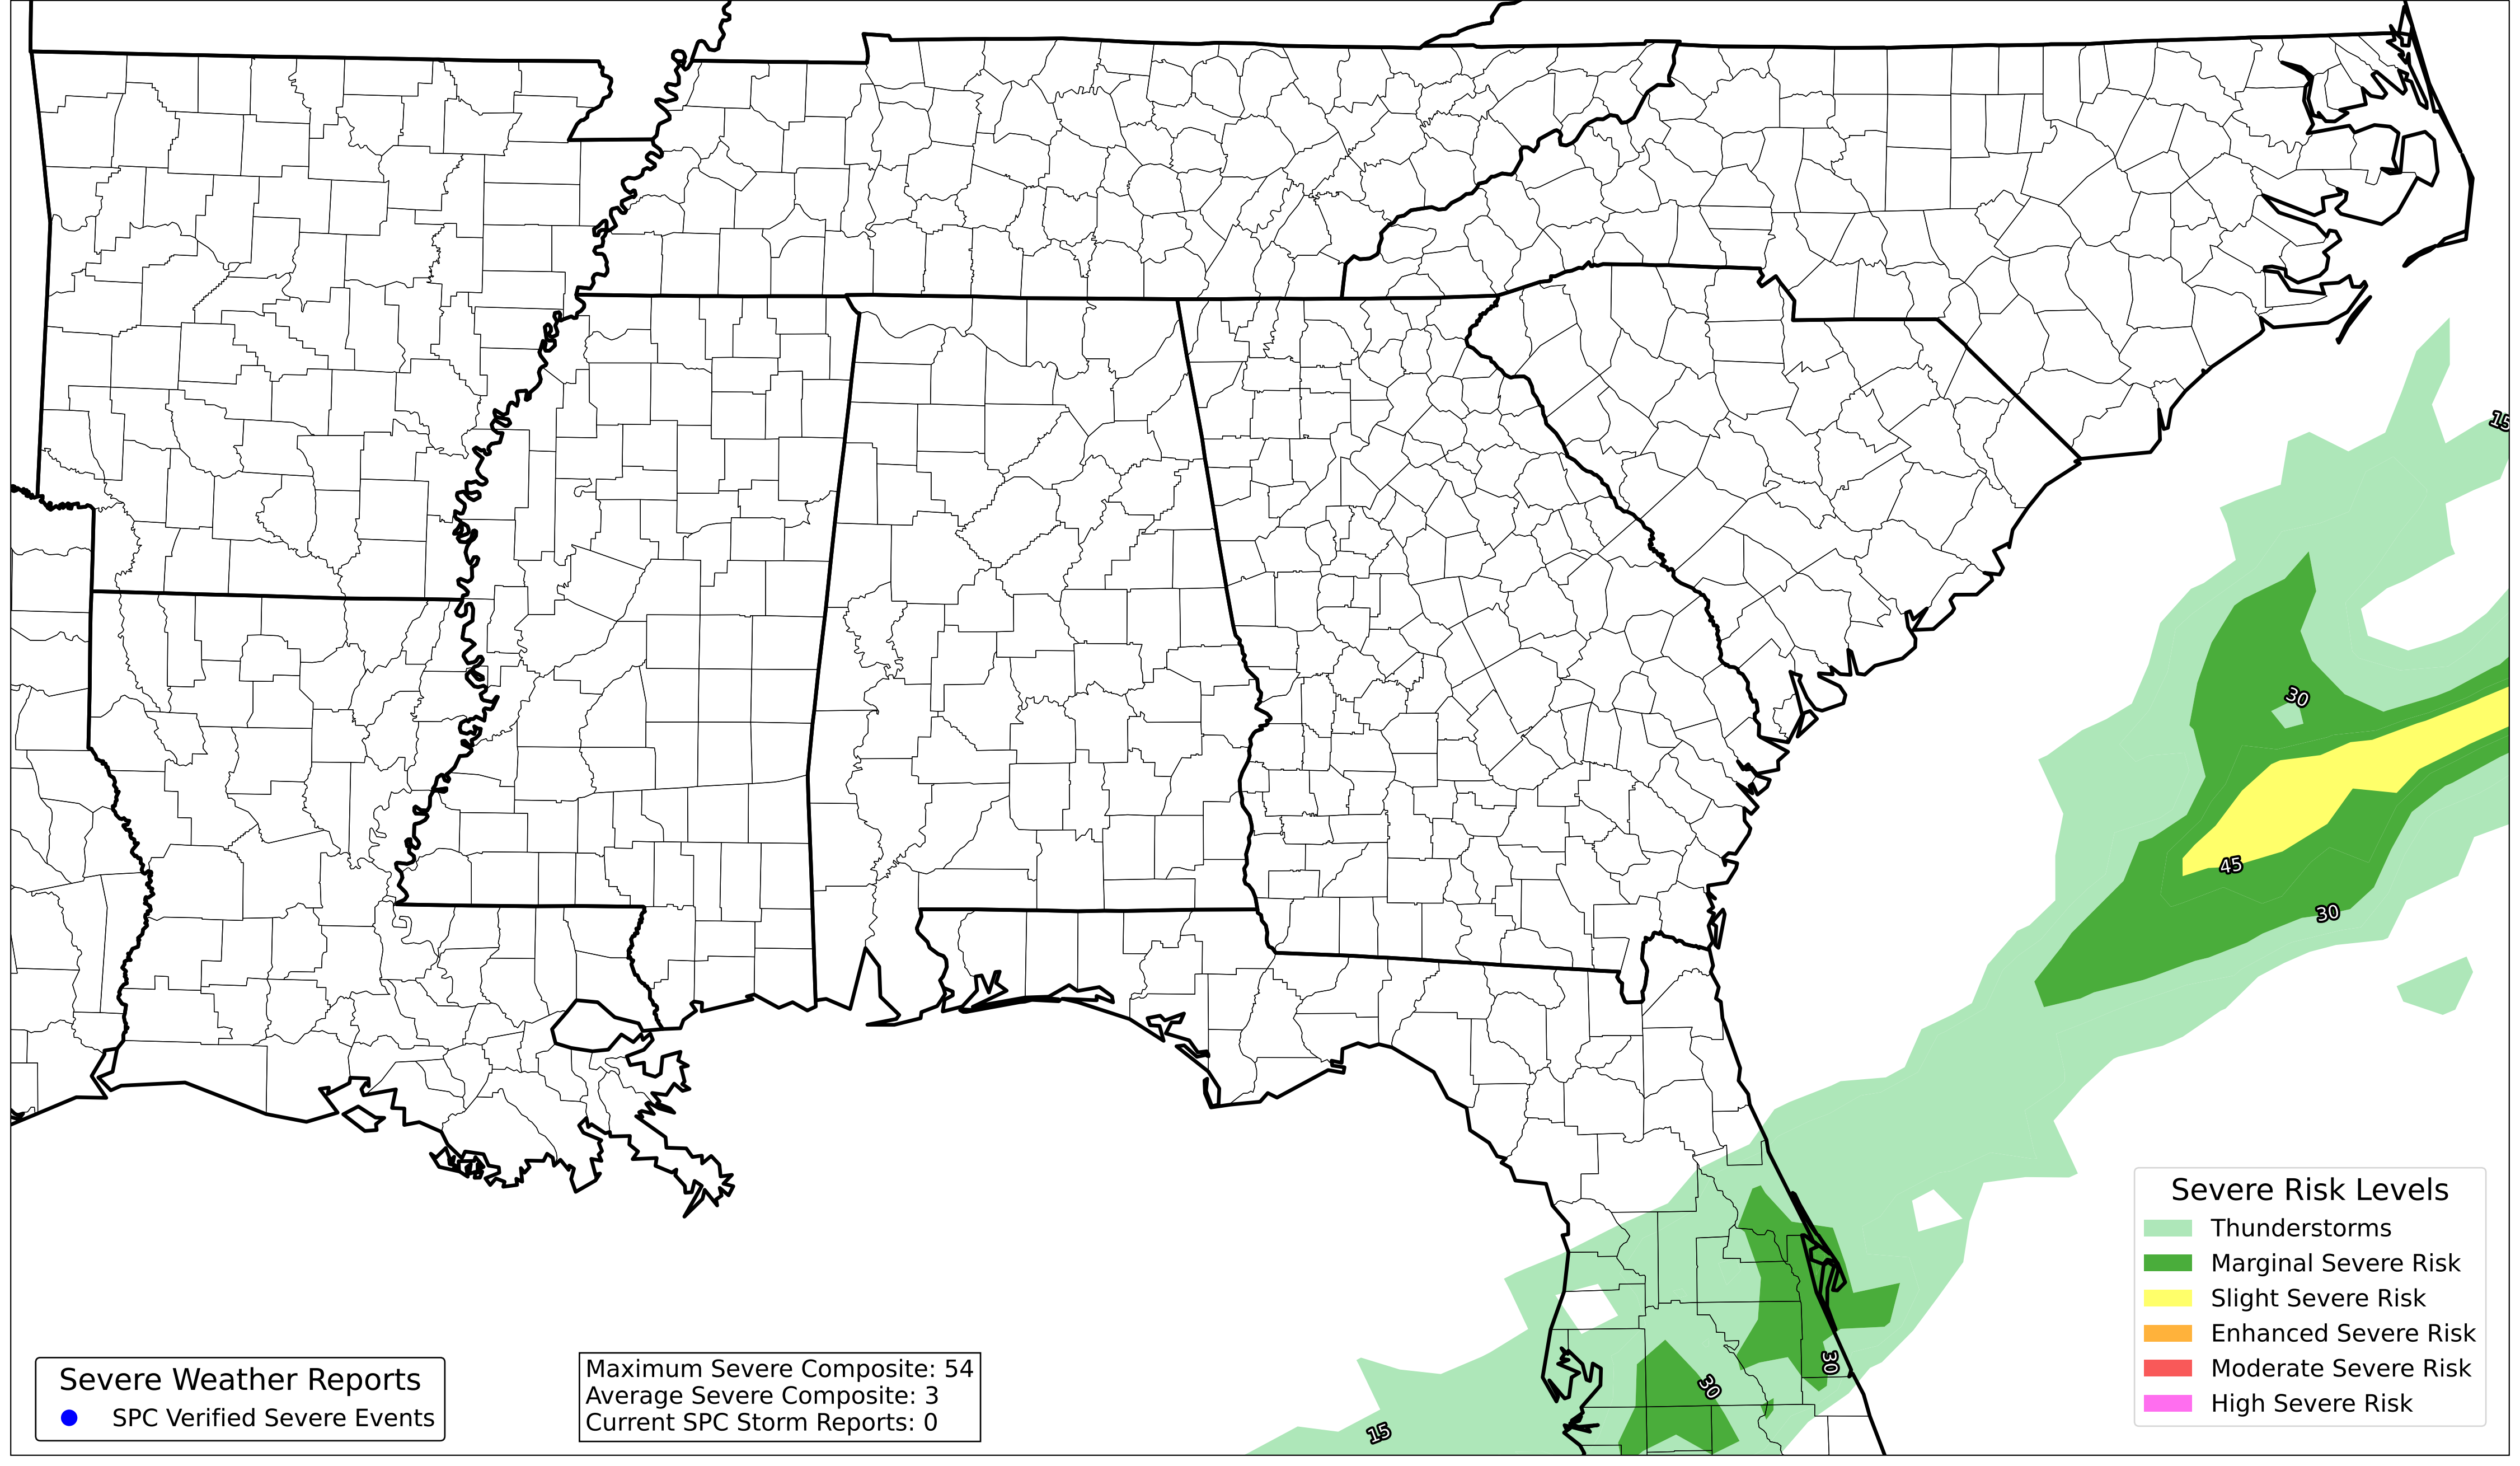 15
30
45
30
30
30
15
Severe Risk Levels
Thunderstorms
Marginal Severe Risk
Slight Severe Risk
Enhanced Severe Risk
Moderate Severe Risk
High Severe Risk
Severe Weather Reports
SPC Verified Severe Events
Maximum Severe Composite: 54
Average Severe Composite: 3
Current SPC Storm Reports: 0